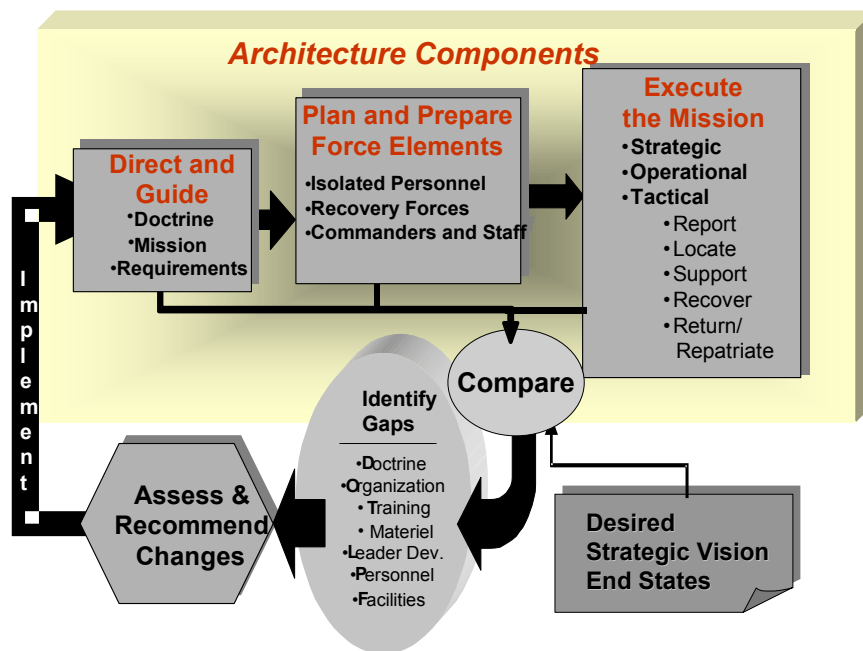 Architecture Components
Direct and
Guide
•Doctrine
•Mission
•Requirements
Plan and Prepare
Force Elements
•Isolated Personnel
•Recovery Forces
•Commanders and Staff
Execute
the Mission
•Strategic
•Operational
•Tactical
•Report
•Locate
•Support
•Recover
•Return/
Repatriate
Compare
Desired
Strategic Vision
End States
Identify
Gaps
•Doctrine
•Organization
•Training
•Materiel
•Leader Dev.
•Personnel
•Facilities
Assess &
Recommend
Changes
Implement